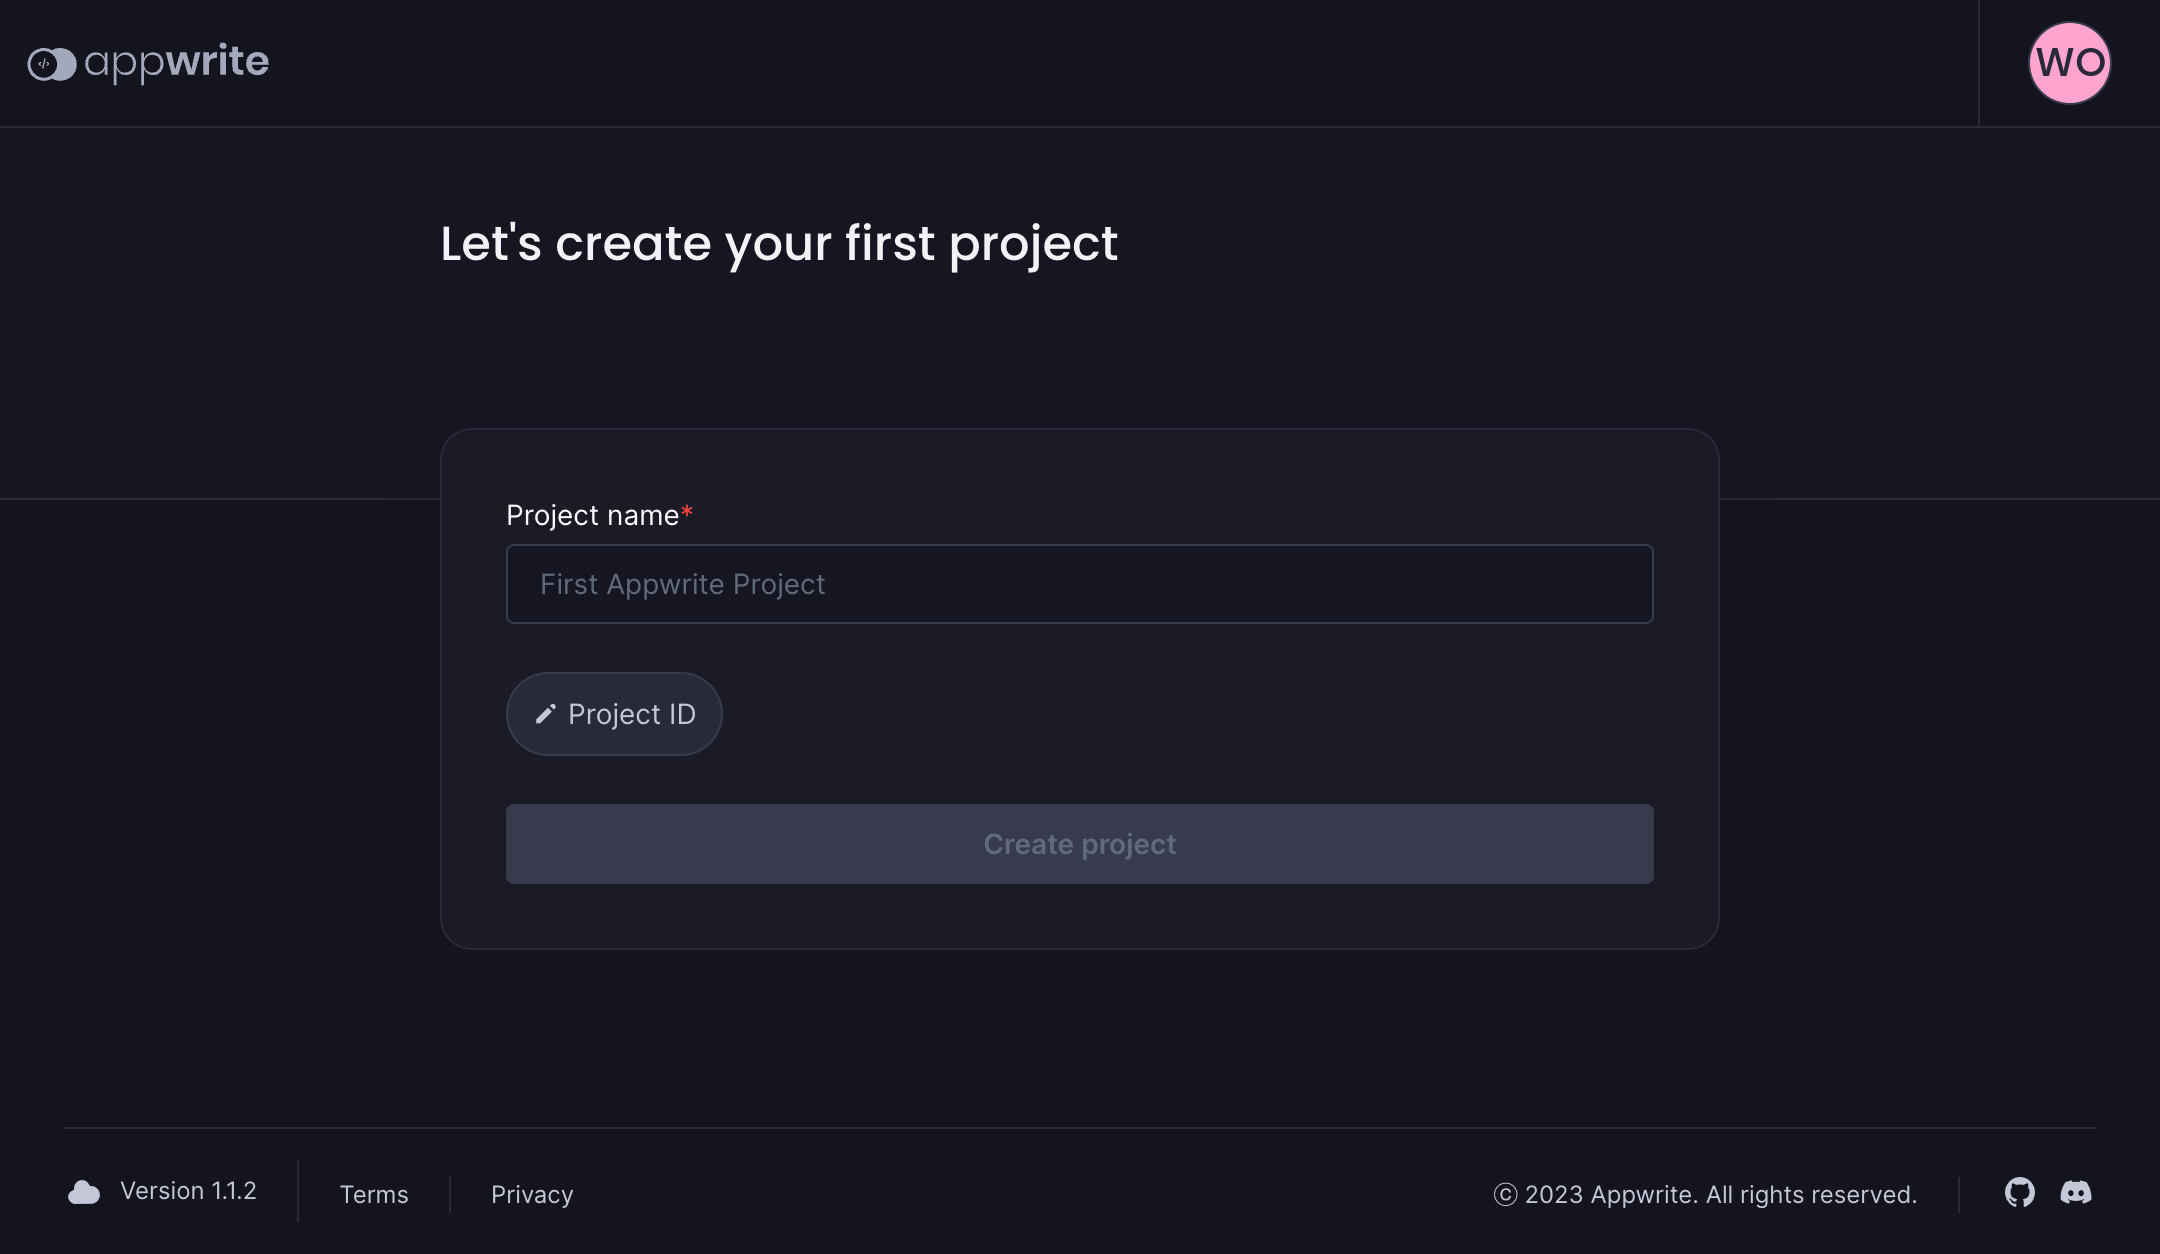 appwrite
WO
Let's create your first project
Project name*
First Appwrite Project
Project ID
Create project
Version 1.1.2
Terms
Privacy
© 2023 Appwrite. All rights reserved.